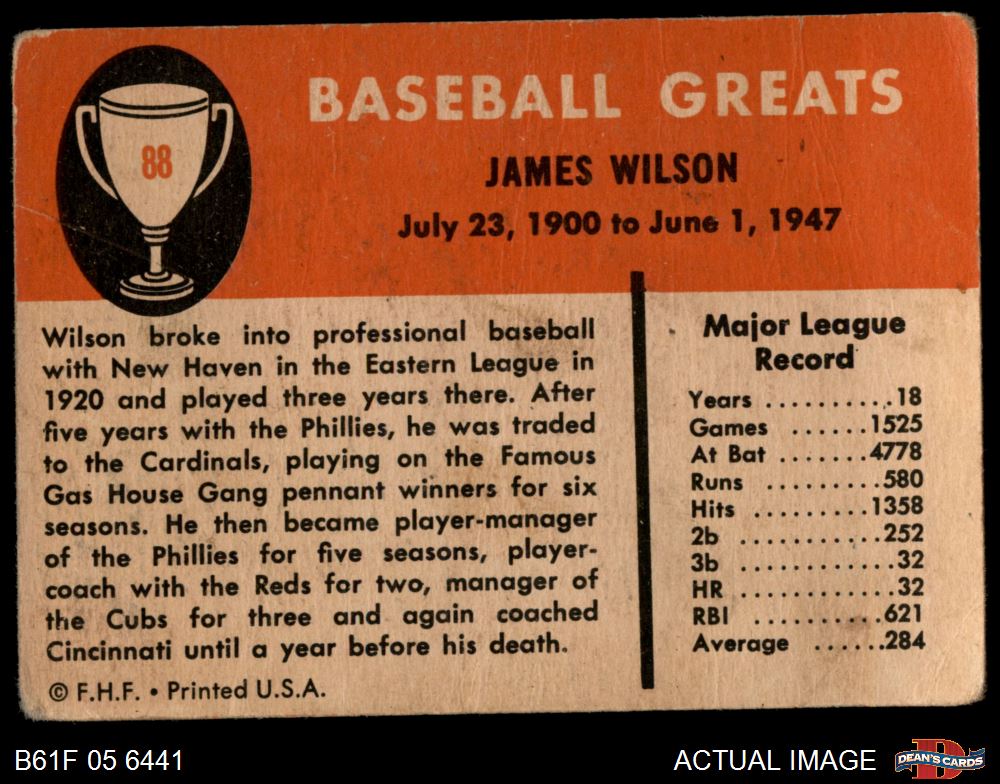 88
BASEBALL GREATS
JAMES WILSON
July 23, 1900 to June 1, 1947
Wilson broke into professional baseball
with New Haven in the Eastern League in
1920 and played three years there. After
five years with the Phillies, he was traded
to the Cardinals, playing on the Famous
Gas House Gang pennant winners for six
seasons. He then became player-manager
of the Phillies for five seasons, player-
coach with the Reds for two, manager of
the Cubs for three and again coached
Cincinnati until a year before his death.
© F.H.F. • Printed U.S.A.
Major League
Record
Years ..........18
Games ......1525
At Bat .......4778
Runs .........580
Hits ..........1358
2b ...........252
3b ............32
HR ............32
RBI ..........621
Average ......284
B61F 05 6441
ACTUAL IMAGE
D
DEAN'S CARDS